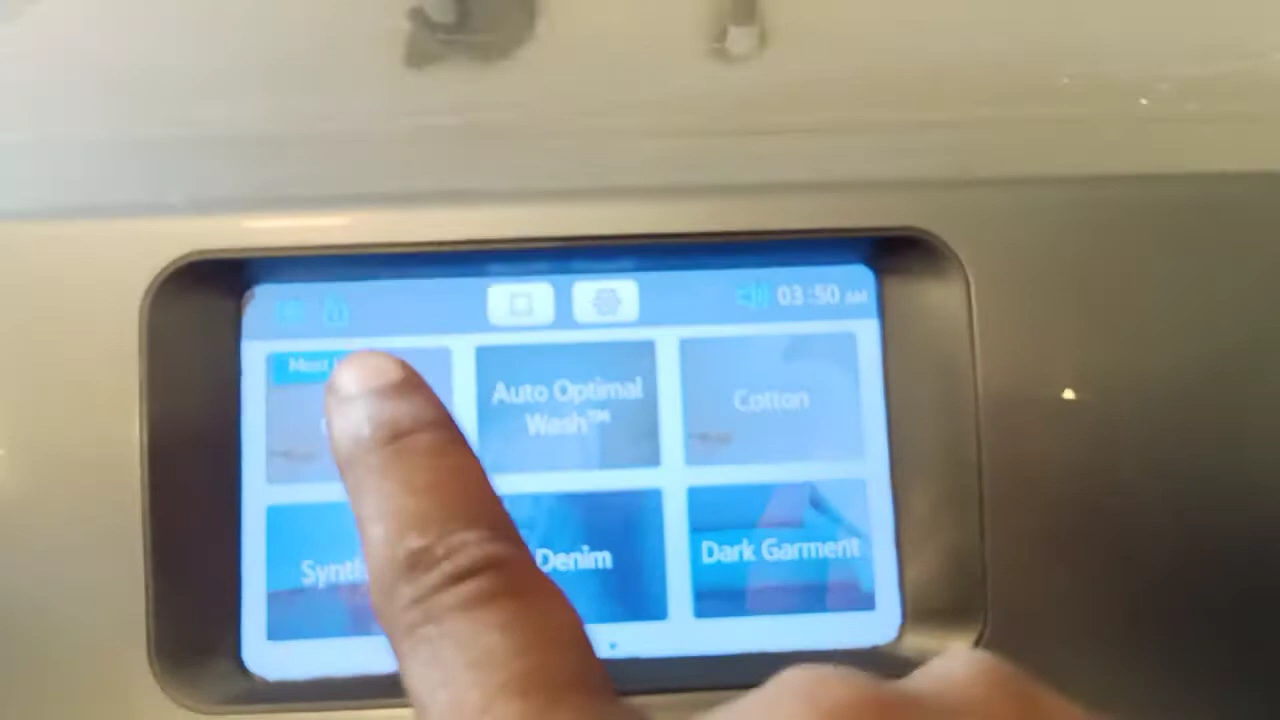 03:50 AM
Most
Auto Optimal
Wash™
Cotton
Synth
Denim
Dark Garment